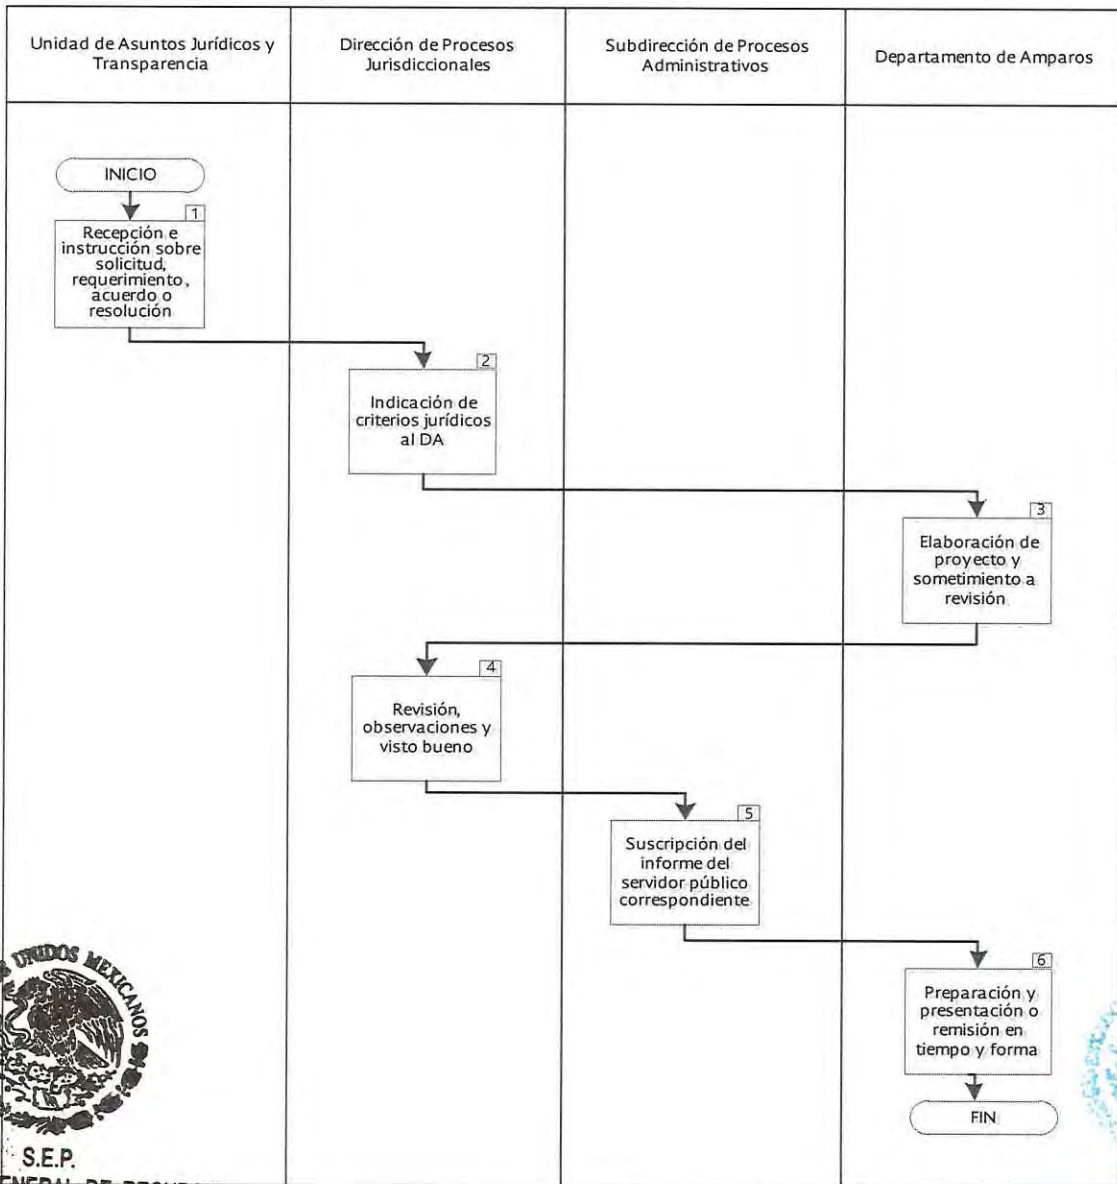 Unidad de Asuntos Jurídicos y
Transparencia
Dirección de Procesos
Jurisdiccionales
Subdirección de Procesos
Administrativos
Departamento de Amparos
INICIO
1
Recepción e
instrucción sobre
solicitud,
requerimiento,
acuerdo o
resolución
2
Indicación de
criterios jurídicos
al DA
3
Elaboración de
proyecto y
sometimiento a
revisión
4
Revisión,
observaciones y
visto bueno
5
Suscripción del
informe del
servidor público
correspondiente
6
Preparación y
presentación o
remisión en
tiempo y forma
FIN
UNIDOS MEXICANOS
S.E.P.